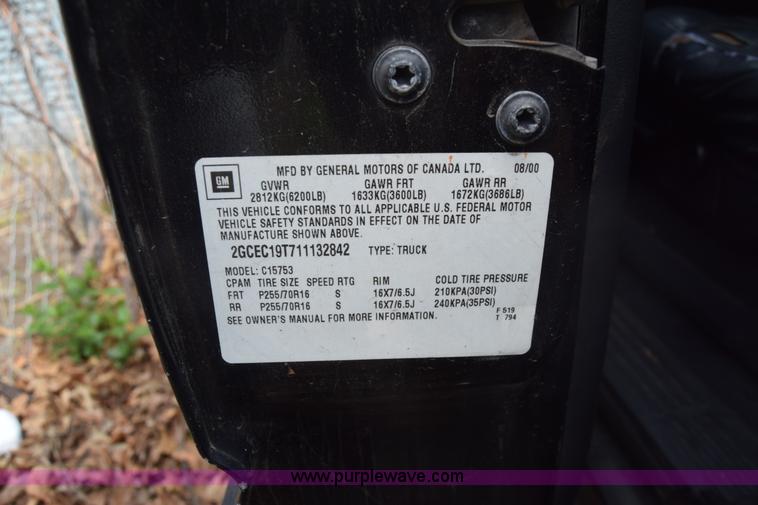 GM
MFD BY GENERAL MOTORS OF CANADA LTD. 08/00
GVWR GAWR FRT GAWR RR
2812KG(6200LB) 1633KG(3600LB) 1672KG(3686LB)
THIS VEHICLE CONFORMS TO ALL APPLICABLE U.S. FEDERAL MOTOR
VEHICLE SAFETY STANDARDS IN EFFECT ON THE DATE OF
MANUFACTURE SHOWN ABOVE.
2GCEC19T711132842 TYPE: TRUCK
MODEL: C15753
CPAM TIRE SIZE SPEED RTG RIM COLD TIRE PRESSURE
FRT P255/70R16 S 16X7/6.5J 210KPA(30PSI)
RR P255/70R16 S 16X7/6.5J 240KPA(35PSI)
SEE OWNER'S MANUAL FOR MORE INFORMATION. F 519
T 794
www.purplewave.com